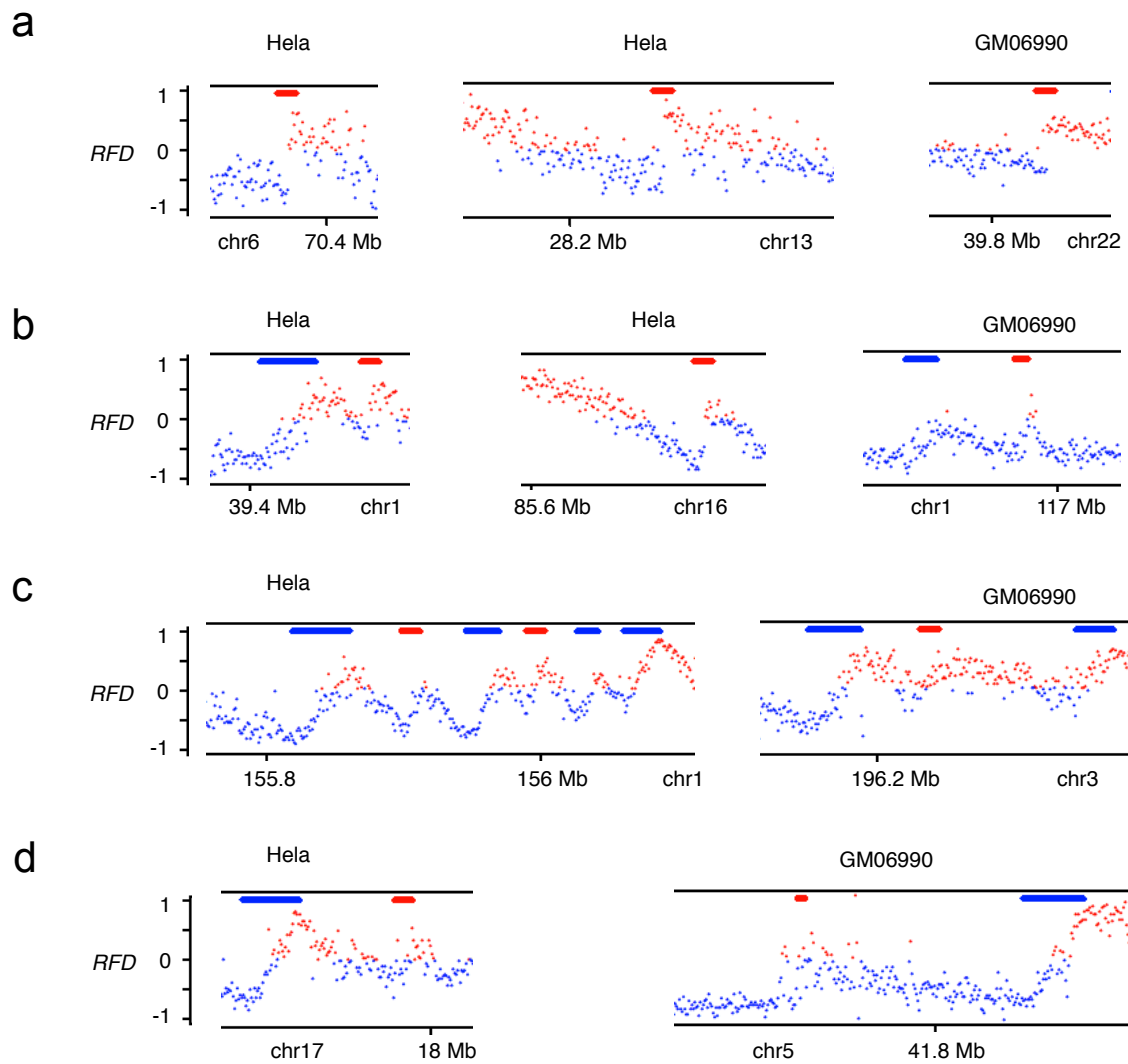 a
Hela Hela GM06990
1
RFD 0
-1
chr6 70.4 Mb 28.2 Mb chr13 39.8 Mb chr22
b
Hela Hela GM06990
1
RFD 0
-1
39.4 Mb chr1 85.6 Mb chr16 chr1 117 Mb
c
Hela GM06990
1
RFD 0
-1
155.8 156 Mb chr1 196.2 Mb chr3
d
Hela GM06990
1
RFD 0
-1
chr17 18 Mb chr5 41.8 Mb